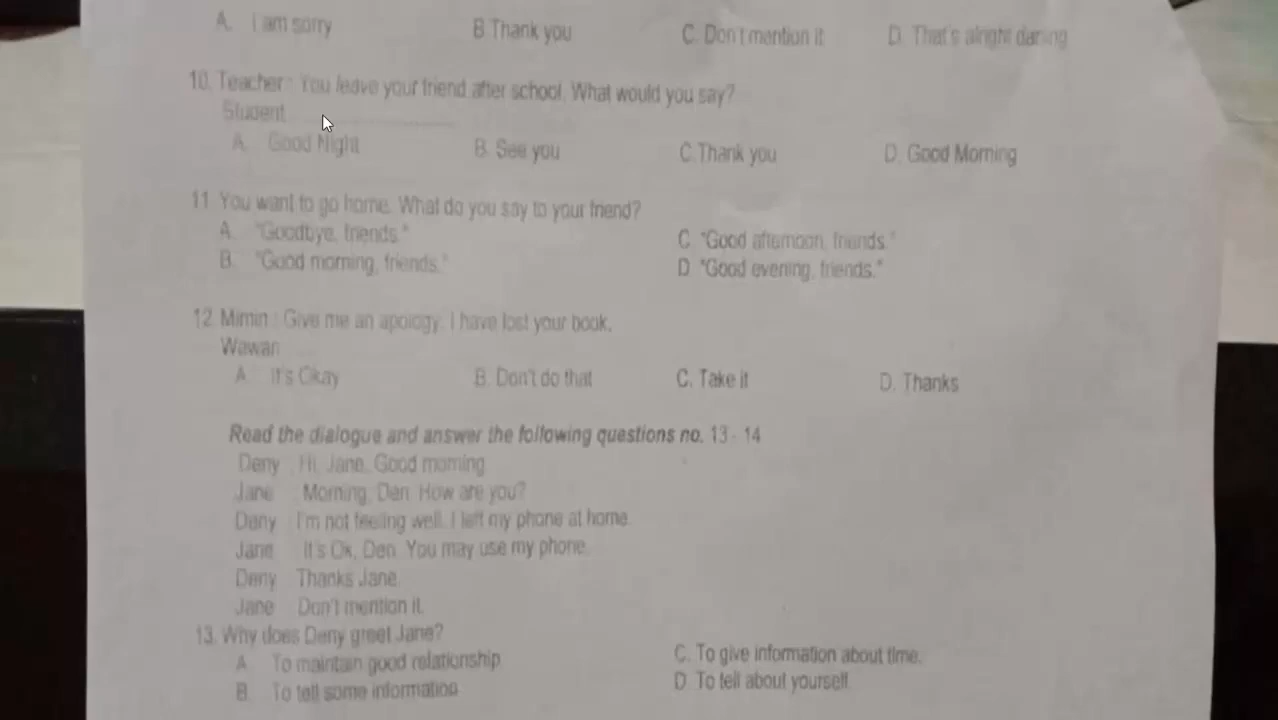 A. I am sorry B. Thank you C. Don't mention it D. That's alright darling
10. Teacher : You leave your friend after school. What would you say?
Student
A. Good Night B. See you C. Thank you D. Good Morning
11. You want to go home. What do you say to your friend?
A. "Goodbye, friends." C. "Good afternoon, friends."
B. "Good morning, friends." D. "Good evening, friends."
12. Mimin : Give me an apology. I have lost your book.
Wawan
A. It's Okay B. Don't do that C. Take it D. Thanks
Read the dialogue and answer the following questions no. 13 - 14
Deny : Hi, Jane. Good morning.
Jane : Morning, Den. How are you?
Deny : I'm not feeling well. I left my phone at home.
Jane : It's Ok, Den. You may use my phone.
Deny : Thanks Jane.
Jane : Don't mention it.
13. Why does Deny greet Jane?
A. To maintain good relationship C. To give information about time.
B. To tell some information D. To tell about yourself.